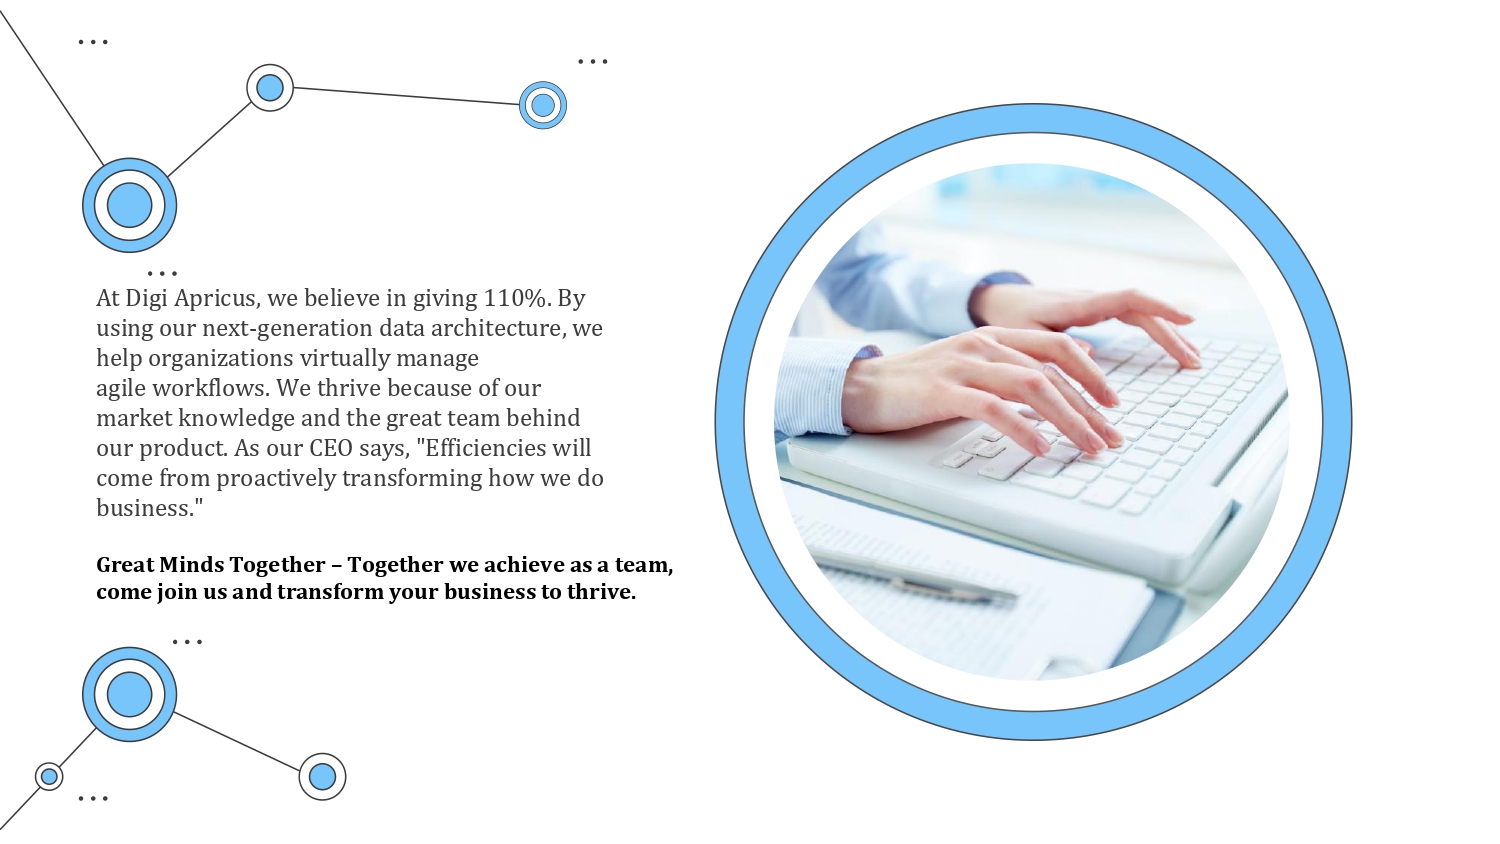 At Digi Apricus, we believe in giving 110%. By
using our next-generation data architecture, we
help organizations virtually manage
agile workflows. We thrive because of our
market knowledge and the great team behind
our product. As our CEO says, "Efficiencies will
come from proactively transforming how we do
business."
Great Minds Together – Together we achieve as a team,
come join us and transform your business to thrive.